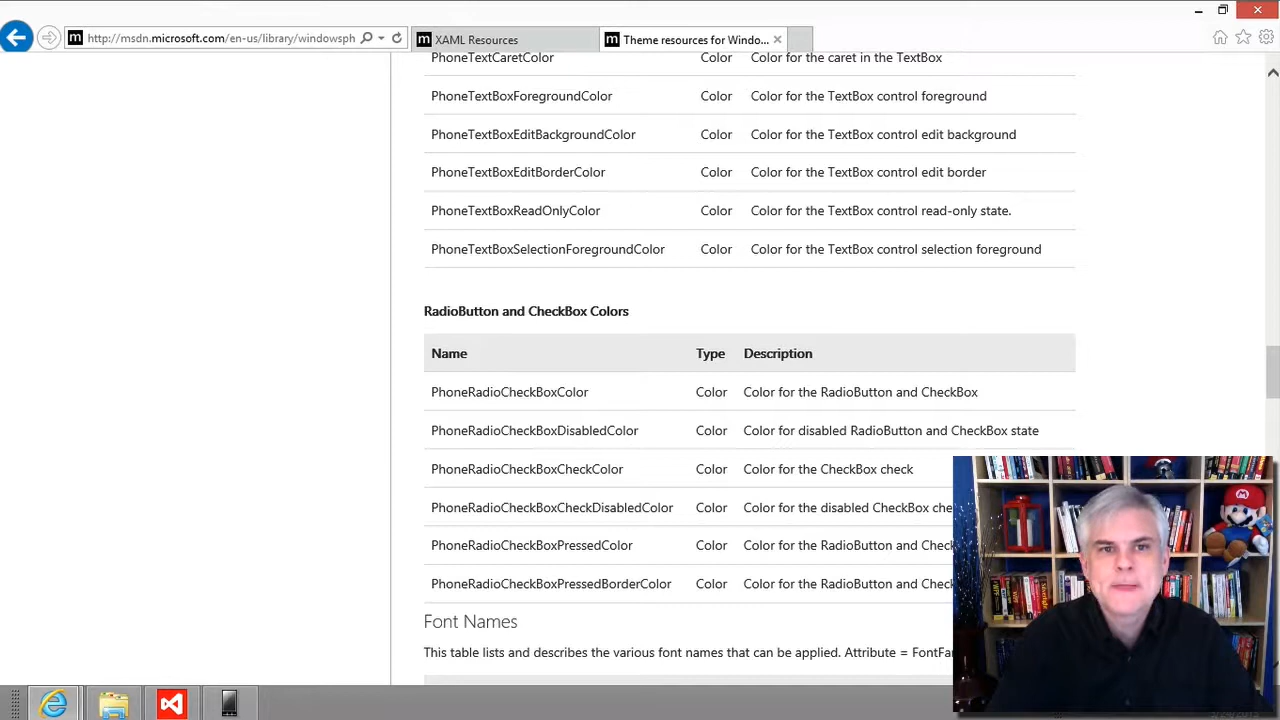 http://msdn.microsoft.com/en-us/library/windowsph
XAML Resources
Theme resources for Windo...
PhoneTextCaretColor Color Color for the caret in the TextBox
PhoneTextBoxForegroundColor Color Color for the TextBox control foreground
PhoneTextBoxEditBackgroundColor Color Color for the TextBox control edit background
PhoneTextBoxEditBorderColor Color Color for the TextBox control edit border
PhoneTextBoxReadOnlyColor Color Color for the TextBox control read-only state.
PhoneTextBoxSelectionForegroundColor Color Color for the TextBox control selection foreground
RadioButton and CheckBox Colors
Name Type Description
PhoneRadioCheckBoxColor Color Color for the RadioButton and CheckBox
PhoneRadioCheckBoxDisabledColor Color Color for disabled RadioButton and CheckBox state
PhoneRadioCheckBoxCheckColor Color Color for the CheckBox check
PhoneRadioCheckBoxCheckDisabledColor Color Color for the disabled CheckBox che
PhoneRadioCheckBoxPressedColor Color Color for the RadioButton and Check
PhoneRadioCheckBoxPressedBorderColor Color Color for the RadioButton and Check
Font Names
This table lists and describes the various font names that can be applied. Attribute = FontFa